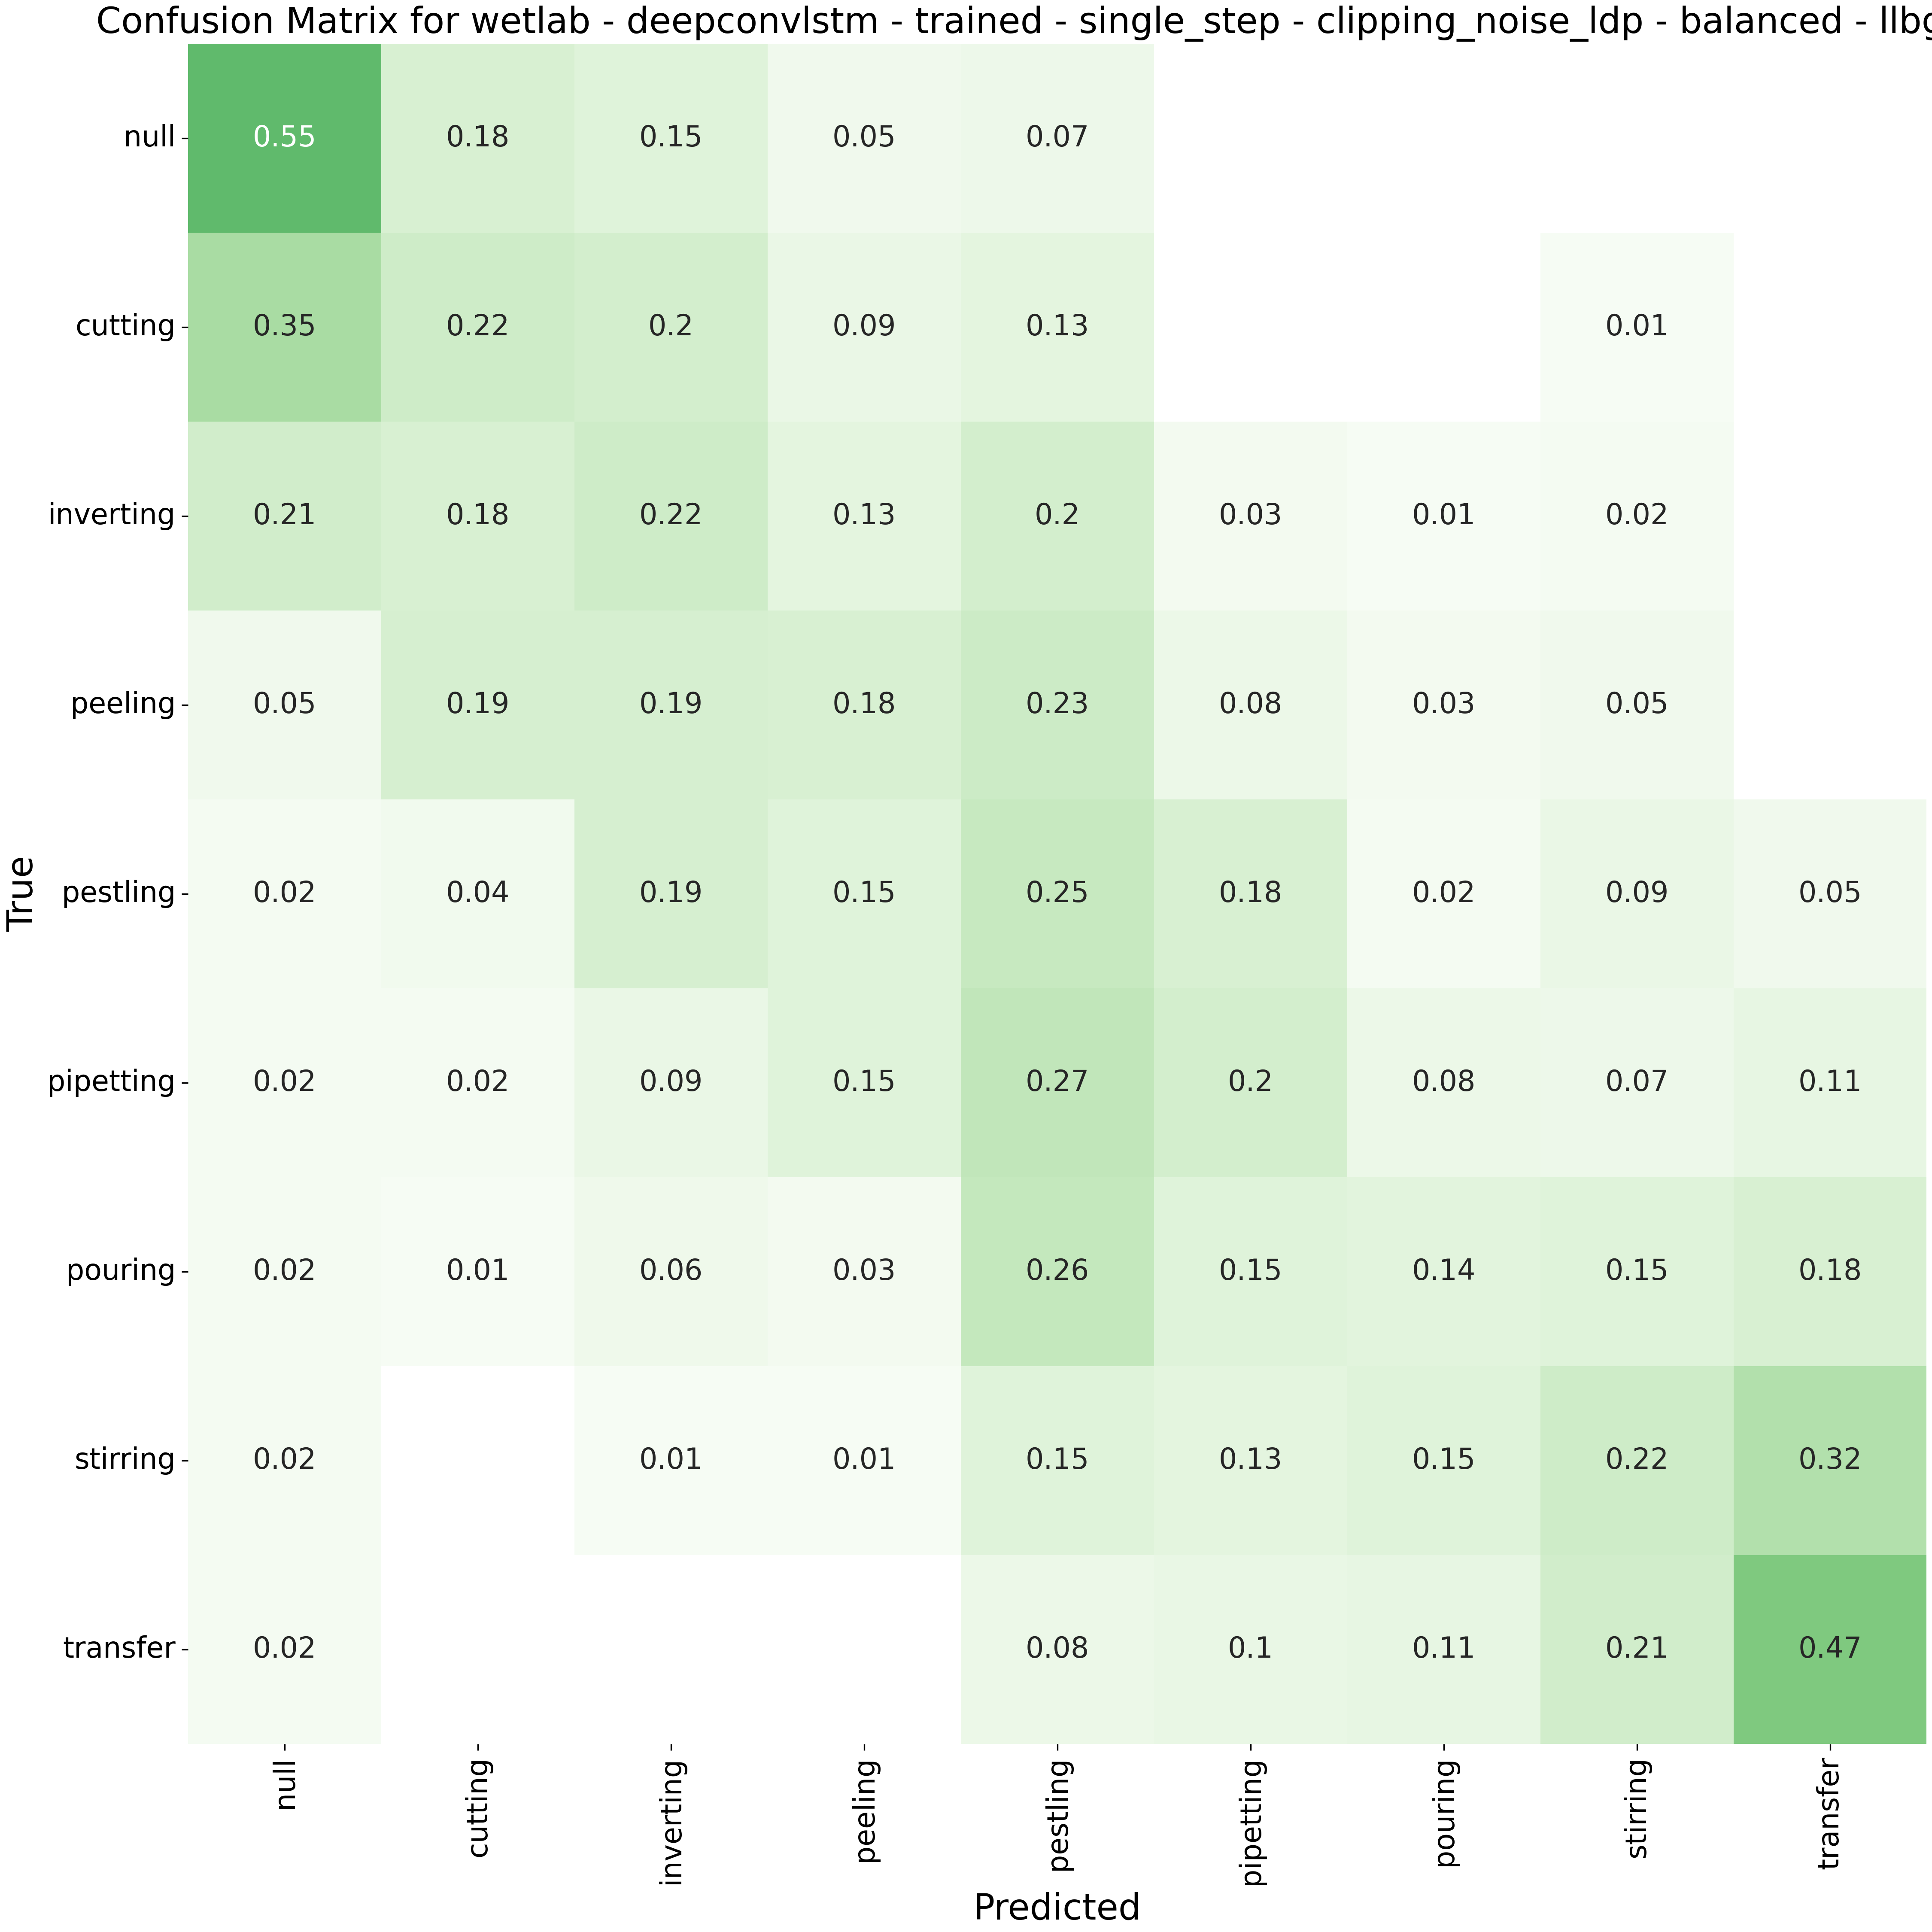 Confusion Matrix for wetlab - deepconvlstm - trained - single_step - clipping_noise_ldp - balanced -
null 0.55 0.18 0.15 0.05 0.07
cutting 0.35 0.22 0.2 0.09 0.13 0.01
inverting 0.21 0.18 0.22 0.13 0.2 0.03 0.01 0.02
peeling 0.05 0.19 0.19 0.18 0.23 0.08 0.03 0.05
pestling 0.02 0.04 0.19 0.15 0.25 0.18 0.02 0.09 0.05
pipetting 0.02 0.02 0.09 0.15 0.27 0.2 0.08 0.07 0.11
pouring 0.02 0.01 0.06 0.03 0.26 0.15 0.14 0.15 0.18
stirring 0.02 0.01 0.01 0.15 0.13 0.15 0.22 0.32
transfer 0.02 0.08 0.1 0.11 0.21 0.47
True
null cutting inverting peeling pestling pipetting pouring stirring transfer
Predicted